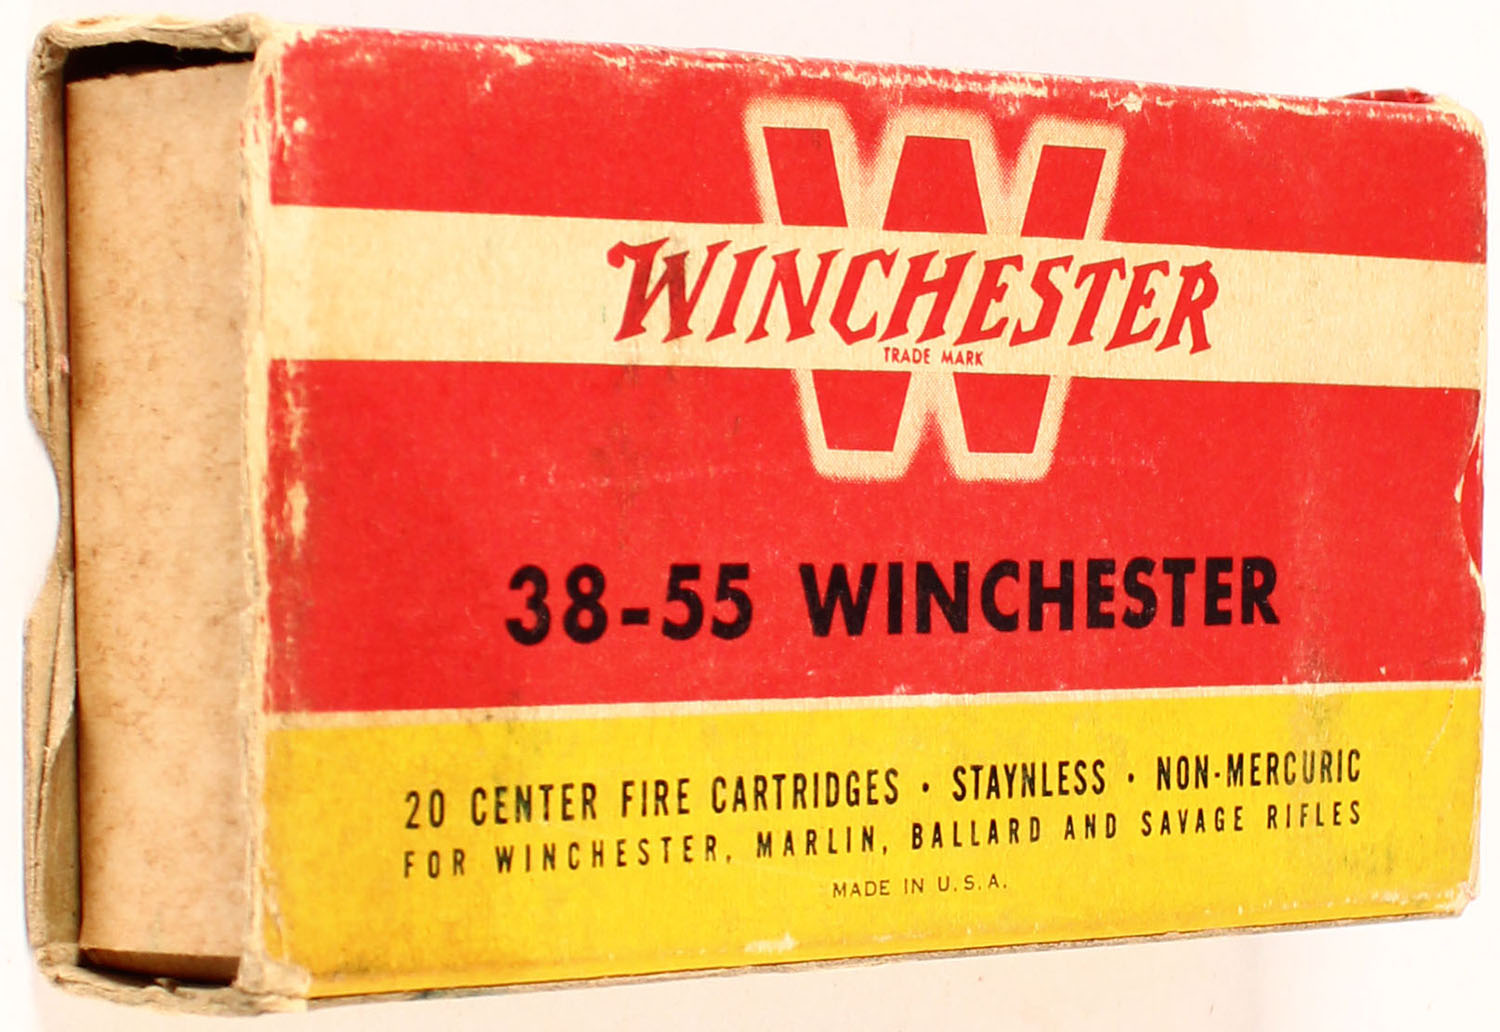 W
WINCHESTER
TRADE MARK
38-55 WINCHESTER
20 CENTER FIRE CARTRIDGES · STAYNLESS · NON-MERCURIC
FOR WINCHESTER, MARLIN, BALLARD AND SAVAGE RIFLES
MADE IN U.S.A.